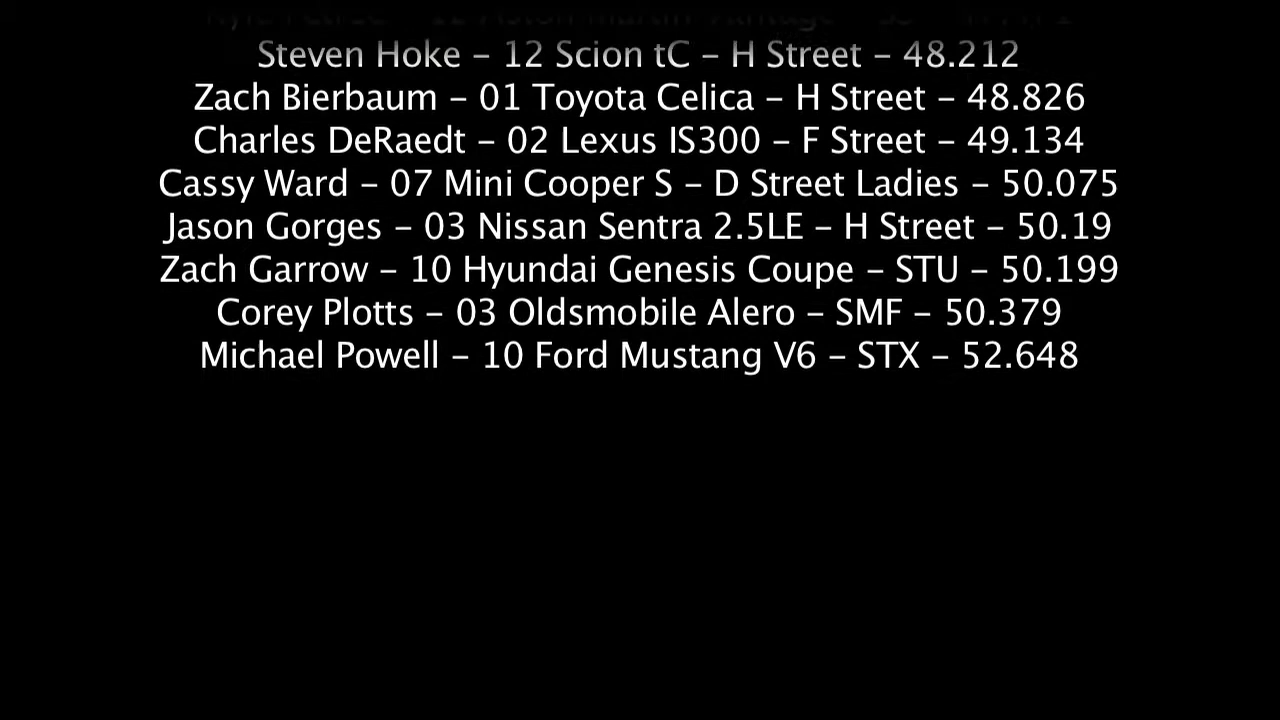 Steven Hoke – 12 Scion tC – H Street – 48.212
Zach Bierbaum – 01 Toyota Celica – H Street – 48.826
Charles DeRaedt – 02 Lexus IS300 – F Street – 49.134
Cassy Ward – 07 Mini Cooper S – D Street Ladies – 50.075
Jason Gorges – 03 Nissan Sentra 2.5LE – H Street – 50.19
Zach Garrow – 10 Hyundai Genesis Coupe – STU – 50.199
Corey Plotts – 03 Oldsmobile Alero – SMF – 50.379
Michael Powell – 10 Ford Mustang V6 – STX – 52.648